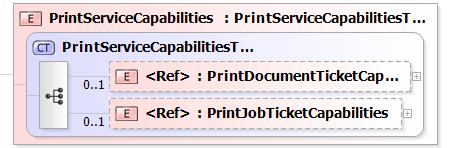 E PrintServiceCapabilities : PrintServiceCapabilitiesT...
CT PrintServiceCapabilitiesT...
0..1 E <Ref> : PrintDocumentTicketCap...
0..1 E <Ref> : PrintJobTicketCapabilities